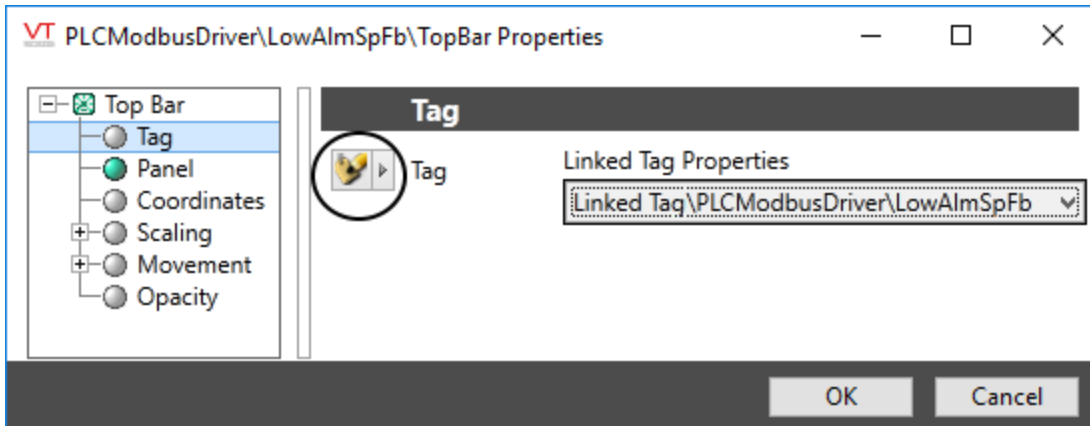 VT PLCModbusDriver\LowAlmSpFb\TopBar Properties
Top Bar
Tag
Panel
Coordinates
Scaling
Movement
Opacity
Tag
Tag
Linked Tag Properties
Linked Tag\PLCModbusDriver\LowAlmSpFb
OK Cancel